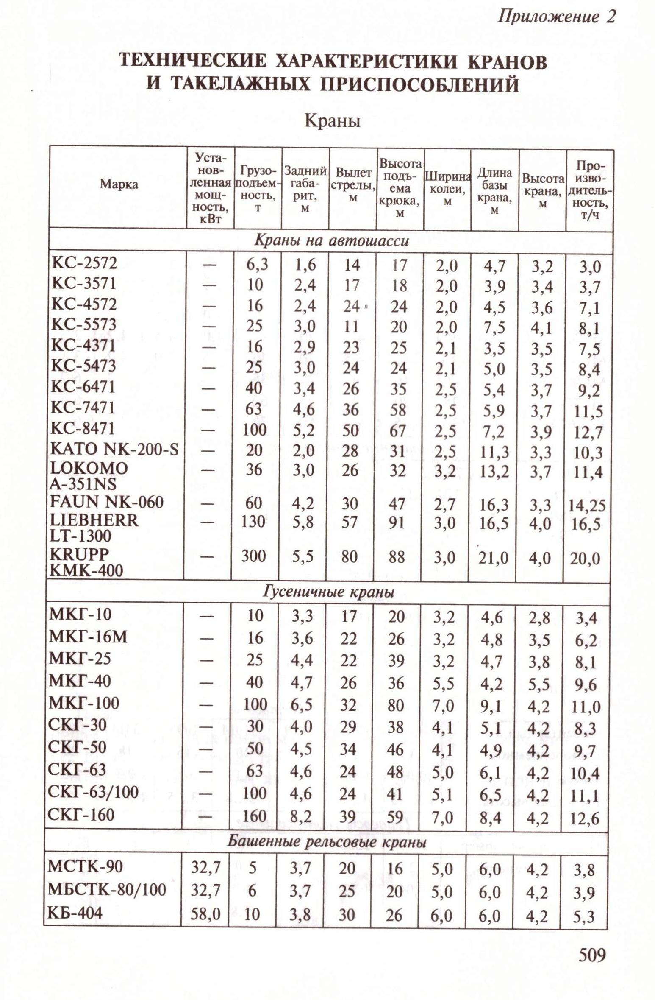 Приложение 2
ТЕХНИЧЕСКИЕ ХАРАКТЕРИСТИКИ КРАНОВ
И ТАКЕЛАЖНЫХ ПРИСПОСОБЛЕНИЙ
Краны
Марка
Уста-
нов-
ленная
мощ-
ность,
кВт
Грузо-
подъем-
ность,
т
Задний
габа-
рит,
м
Вылет
стрелы,
м
Высота
подъ-
ема
крюка,
м
Ширина
колеи,
м
Длина
базы
крана,
м
Высота
крана,
м
Про-
изво-
дитель-
ность,
т/ч
Краны на автошасси
КС-2572 — 6,3 1,6 14 17 2,0 4,7 3,2 3,0
КС-3571 — 10 2,4 17 18 2,0 3,9 3,4 3,7
КС-4572 — 16 2,4 24 24 2,0 4,5 3,6 7,1
КС-5573 — 25 3,0 11 20 2,0 7,5 4,1 8,1
КС-4371 — 16 2,9 23 25 2,1 3,5 3,5 7,5
КС-5473 — 25 3,0 24 24 2,1 5,0 3,5 8,4
КС-6471 — 40 3,4 26 35 2,5 5,4 3,7 9,2
КС-7471 — 63 4,6 36 58 2,5 5,9 3,7 11,5
КС-8471 — 100 5,2 50 67 2,5 7,2 3,9 12,7
KATO NK-200-S — 20 2,0 28 31 2,5 11,3 3,3 10,3
LOKOMO — 36 3,0 26 32 3,2 13,2 3,7 11,4
A-351NS
FAUN NK-060 — 60 4,2 30 47 2,7 16,3 3,3 14,25
LIEBHERR — 130 5,8 57 91 3,0 16,5 4,0 16,5
LT-1300
KRUPP — 300 5,5 80 88 3,0 21,0 4,0 20,0
KMK-400
Гусеничные краны
МКГ-10 — 10 3,3 17 20 3,2 4,6 2,8 3,4
МКГ-16М — 16 3,6 22 26 3,2 4,8 3,5 6,2
МКГ-25 — 25 4,4 22 39 3,2 4,7 3,8 8,1
МКГ-40 — 40 4,7 26 36 5,5 4,2 5,5 9,6
МКГ-100 — 100 6,5 32 80 7,0 9,1 4,2 11,0
СКГ-30 — 30 4,0 29 38 4,1 5,1 4,2 8,3
СКГ-50 — 50 4,5 34 46 4,1 4,9 4,2 9,7
СКГ-63 — 63 4,6 24 48 5,0 6,1 4,2 10,4
СКГ-63/100 — 100 4,6 24 41 5,1 6,5 4,2 11,1
СКГ-160 — 160 8,2 39 59 7,0 8,4 4,2 12,6
Башенные рельсовые краны
МСТК-90 32,7 5 3,7 20 16 5,0 6,0 4,2 3,8
МБСТК-80/100 32,7 6 3,7 25 20 5,0 6,0 4,2 3,9
КБ-404 58,0 10 3,8 30 26 6,0 6,0 4,2 5,3
509